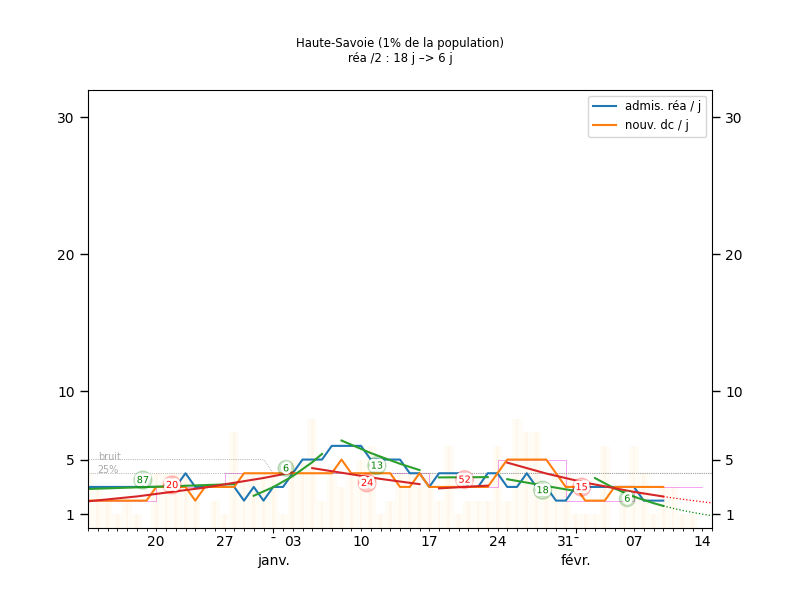 Haute-Savoie (1% de la population)
réa /2 : 18 j –> 6 j
admis. réa / j
nouv. dc / j
30 30
20 20
10 10
5 5
1 1
bruit
25%
87 20 6 13 24 52 18 15 6
20 27 - 03 10 17 24 31- 07 14
janv. févr.